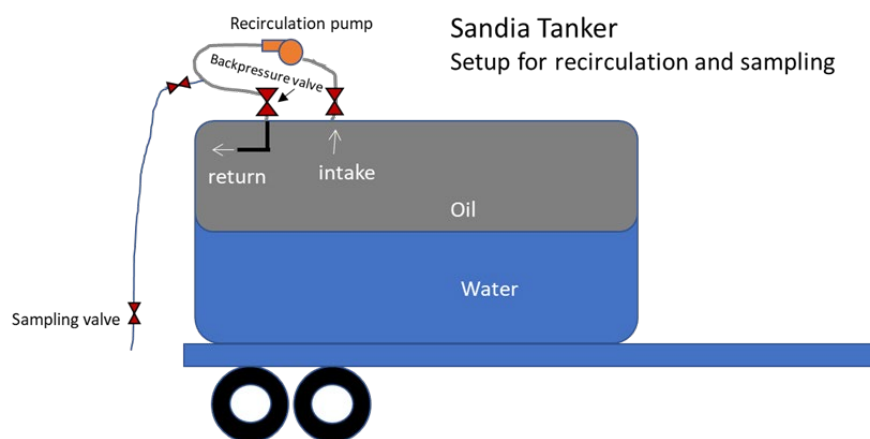 Recirculation pump
Sandia Tanker
Setup for recirculation and sampling
Backpressure valve
return
intake
Oil
Water
Sampling valve